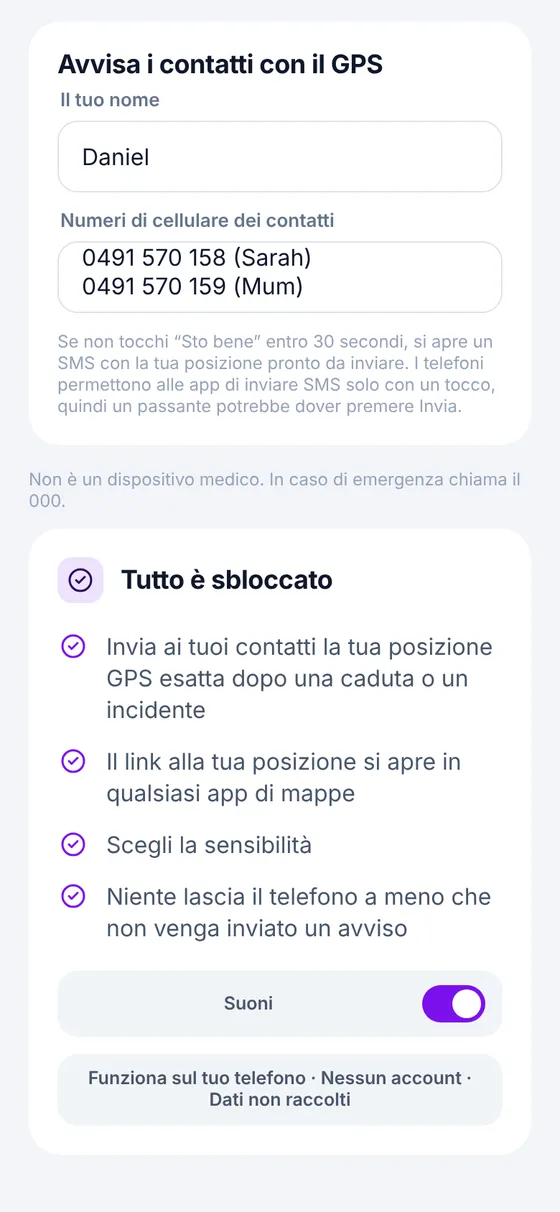 Avvisa i contatti con il GPS
Il tuo nome
Daniel
Numeri di cellulare dei contatti
0491 570 158 (Sarah)
0491 570 159 (Mum)
Se non tocchi “Sto bene” entro 30 secondi, si apre un
SMS con la tua posizione pronto da inviare. I telefoni
permettono alle app di inviare SMS solo con un tocco,
quindi un passante potrebbe dover premere Invia.
Non è un dispositivo medico. In caso di emergenza chiama il
000.
Tutto è sbloccato
Invia ai tuoi contatti la tua posizione
GPS esatta dopo una caduta o un
incidente
Il link alla tua posizione si apre in
qualsiasi app di mappe
Scegli la sensibilità
Niente lascia il telefono a meno che
non venga inviato un avviso
Suoni
Funziona sul tuo telefono · Nessun account ·
Dati non raccolti